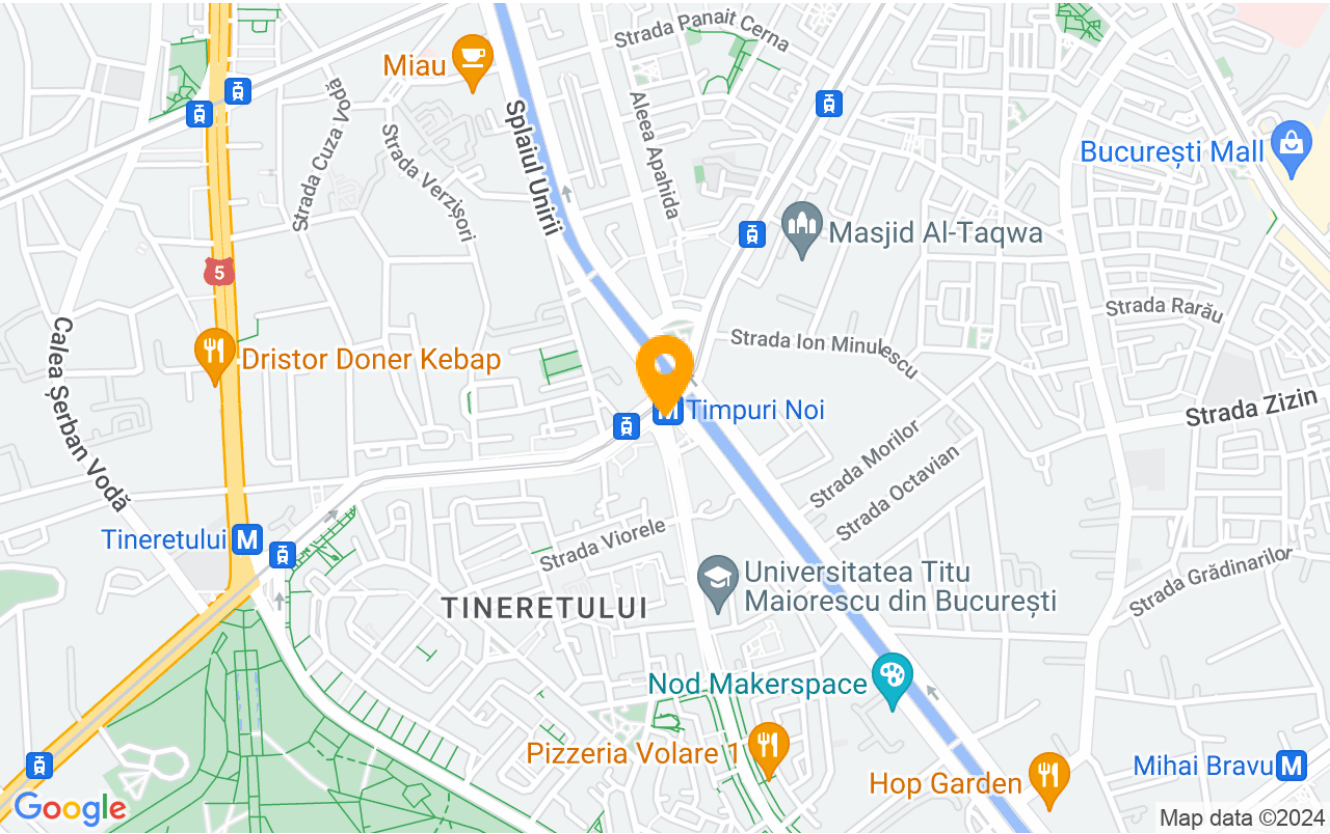 Strada Panait Cerna
Miau
Strada Cuza Vodă
Strada Verzișori
Splaiul Unirii
Aleea Apahida
București Mall
Masjid Al-Taqwa
5
Strada Rarău
Calea Șerban Vodă
Dristor Doner Kebap
Strada Ion Minulescu
M
Timpuri Noi
Strada Zizin
Strada Morilor
Strada Octavian
Tineretului M
Strada Viorele
Universitatea Titu
Maiorescu din București
Strada Grădinarilor
TINERETULUI
Nod Makerspace
Pizzeria Volare 1
Hop Garden
Mihai Bravu M
Google
Map data ©2024